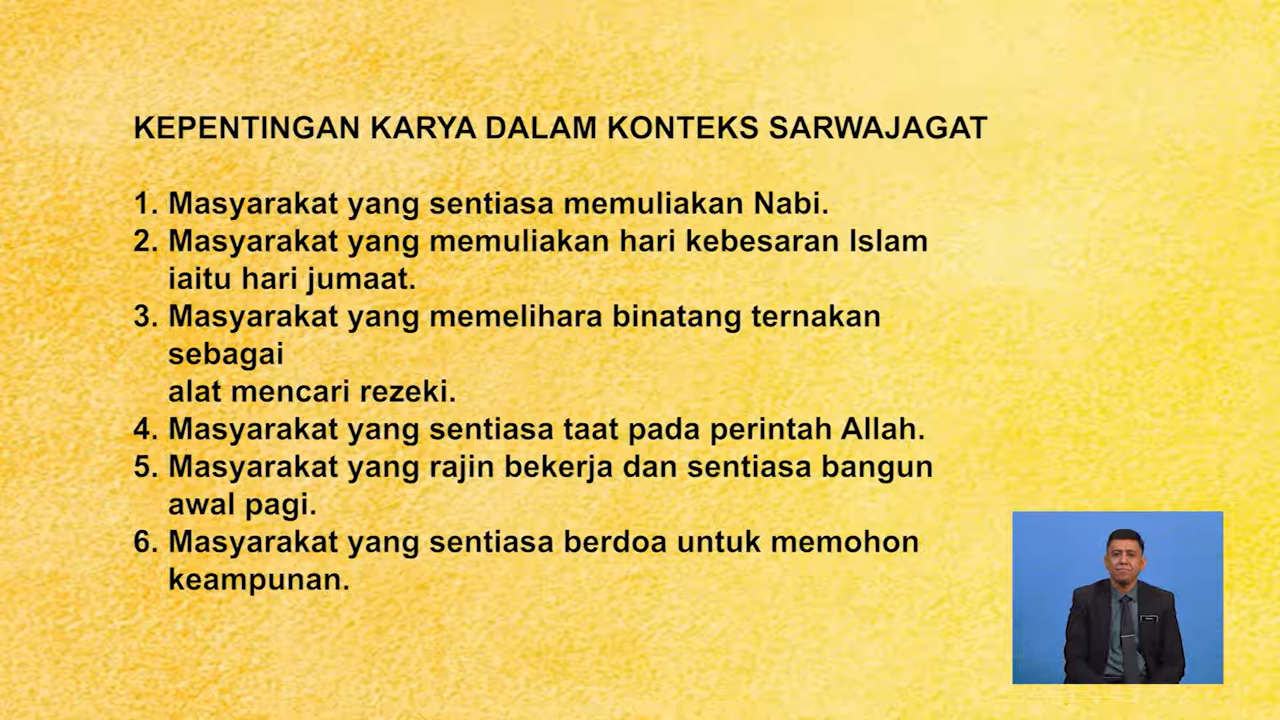 KEPENTINGAN KARYA DALAM KONTEKS SARWAJAGAT
1. Masyarakat yang sentiasa memuliakan Nabi.
2. Masyarakat yang memuliakan hari kebesaran Islam
iaitu hari jumaat.
3. Masyarakat yang memelihara binatang ternakan
sebagai
alat mencari rezeki.
4. Masyarakat yang sentiasa taat pada perintah Allah.
5. Masyarakat yang rajin bekerja dan sentiasa bangun
awal pagi.
6. Masyarakat yang sentiasa berdoa untuk memohon
keampunan.